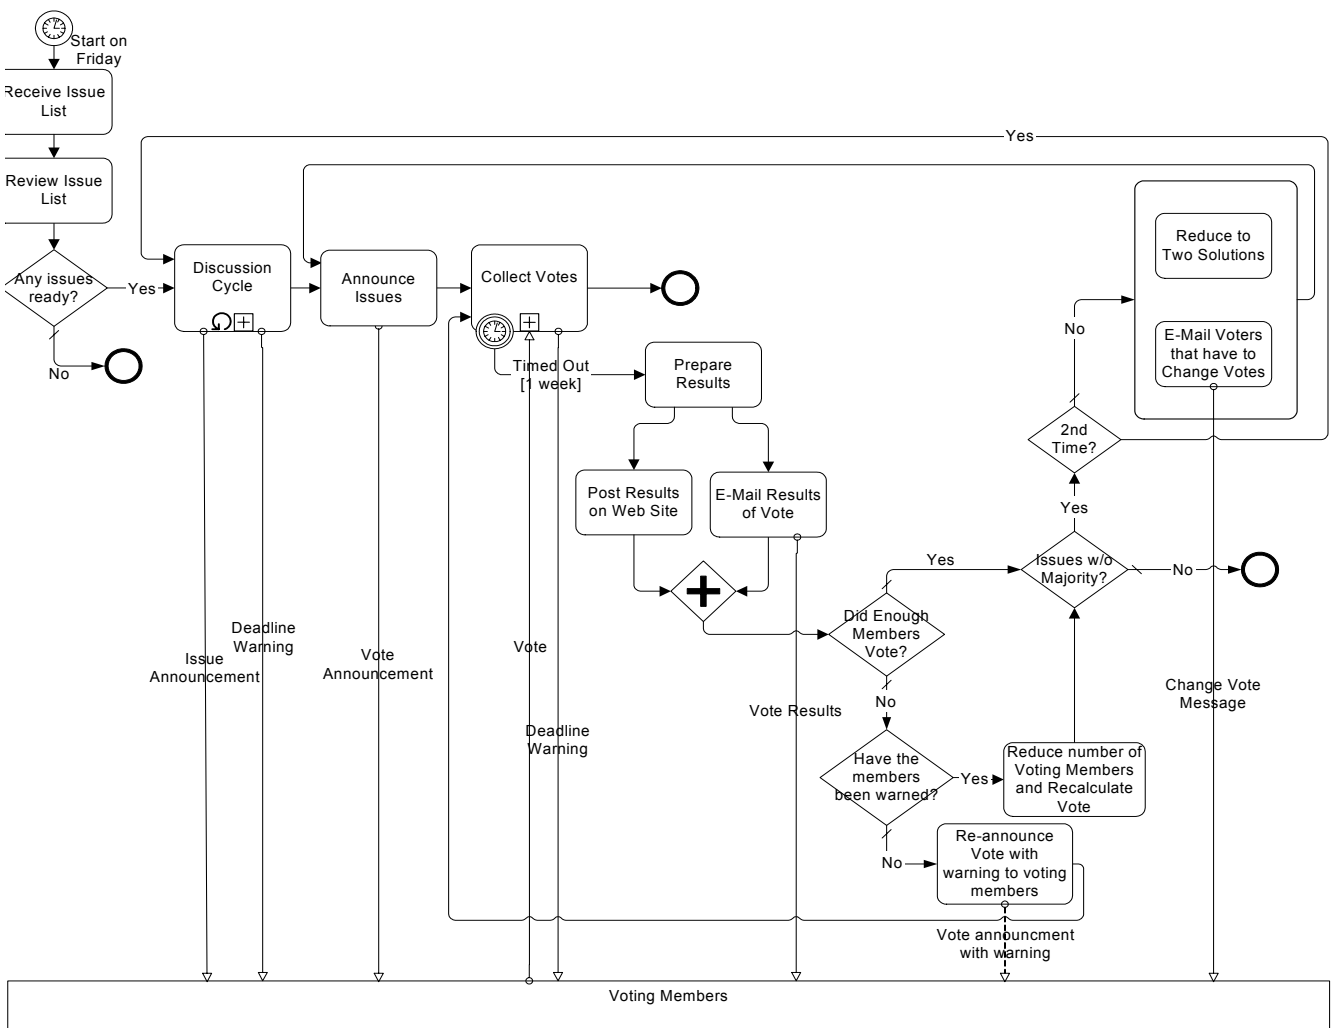 Start on
Friday
Receive Issue
List
Review Issue
List
Any issues
ready?
Yes
No
Discussion
Cycle
Announce
Issues
Collect Votes
Timed Out
[1 week]
Prepare
Results
Post Results
on Web Site
E-Mail Results
of Vote
Did Enough
Members
Vote?
Yes
No
Have the
members
been warned?
Yes
No
Reduce number of
Voting Members
and Recalculate
Vote
Re-announce
Vote with
warning to voting
members
Issues w/o
Majority?
Yes
No
2nd
Time?
No
Yes
Reduce to
Two Solutions
E-Mail Voters
that have to
Change Votes
Issue
Announcement
Deadline
Warning
Vote
Announcement
Vote
Deadline
Warning
Vote Results
Vote announcment
with warning
Change Vote
Message
Voting Members